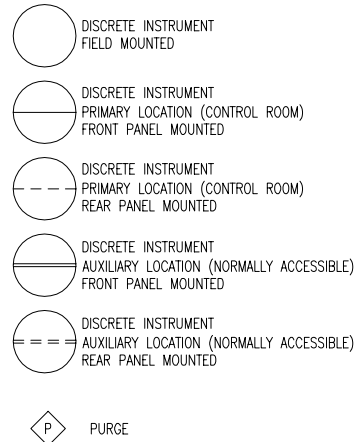 DISCRETE INSTRUMENT
FIELD MOUNTED
DISCRETE INSTRUMENT
PRIMARY LOCATION (CONTROL ROOM)
FRONT PANEL MOUNTED
DISCRETE INSTRUMENT
PRIMARY LOCATION (CONTROL ROOM)
REAR PANEL MOUNTED
DISCRETE INSTRUMENT
AUXILIARY LOCATION (NORMALLY ACCESSIBLE)
FRONT PANEL MOUNTED
DISCRETE INSTRUMENT
AUXILIARY LOCATION (NORMALLY ACCESSIBLE)
REAR PANEL MOUNTED
P PURGE